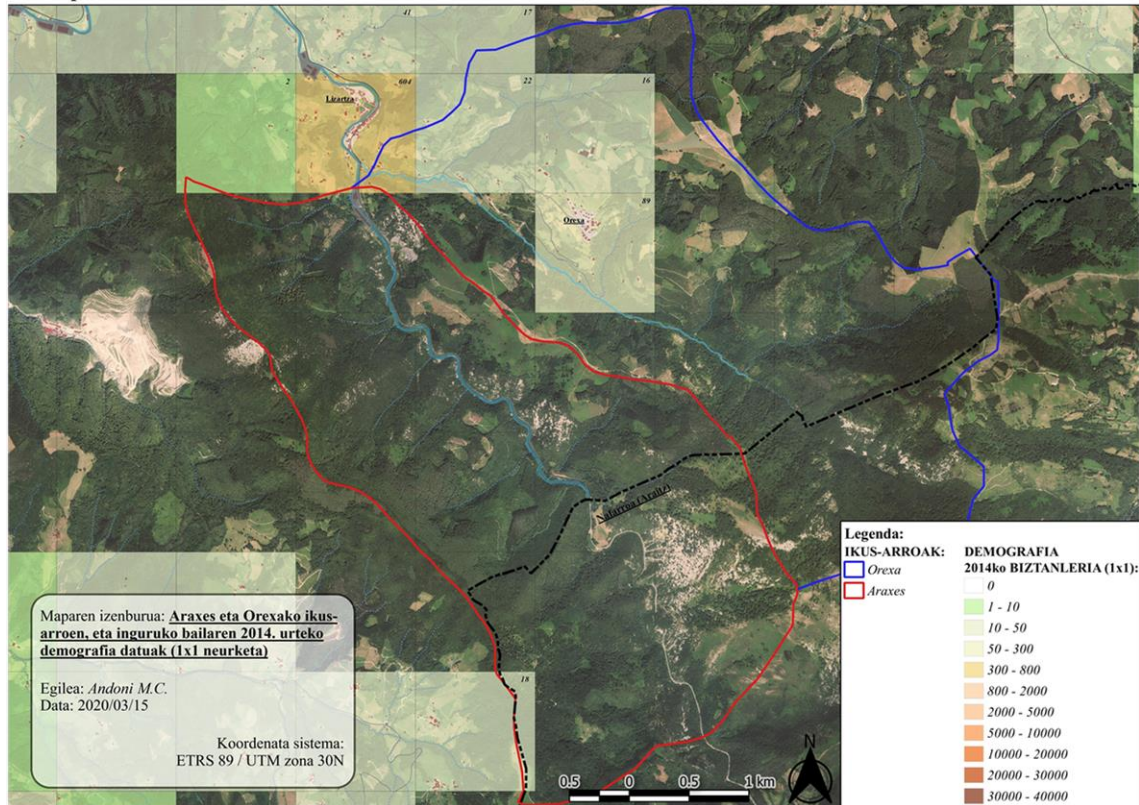 41
17
2
604
22
16
Lizartza
89
Orexa
Nafarroa (Araitz)
18
Legenda:
IKUS-ARROAK:
Orexa
Araxes
DEMOGRAFIA
2014ko BIZTANLERIA (1x1):
0
1 - 10
10 - 50
50 - 300
300 - 800
800 - 2000
2000 - 5000
5000 - 10000
10000 - 20000
20000 - 30000
30000 - 40000
Maparen izenburua: Araxes eta Orexako ikus-
arroen, eta inguruko bailaren 2014. urteko
demografia datuak (1x1 neurketa)
Egilea: Andoni M.C.
Data: 2020/03/15
Koordenata sistema:
ETRS 89 / UTM zona 30N
0.5 0 0.5 1 km
N